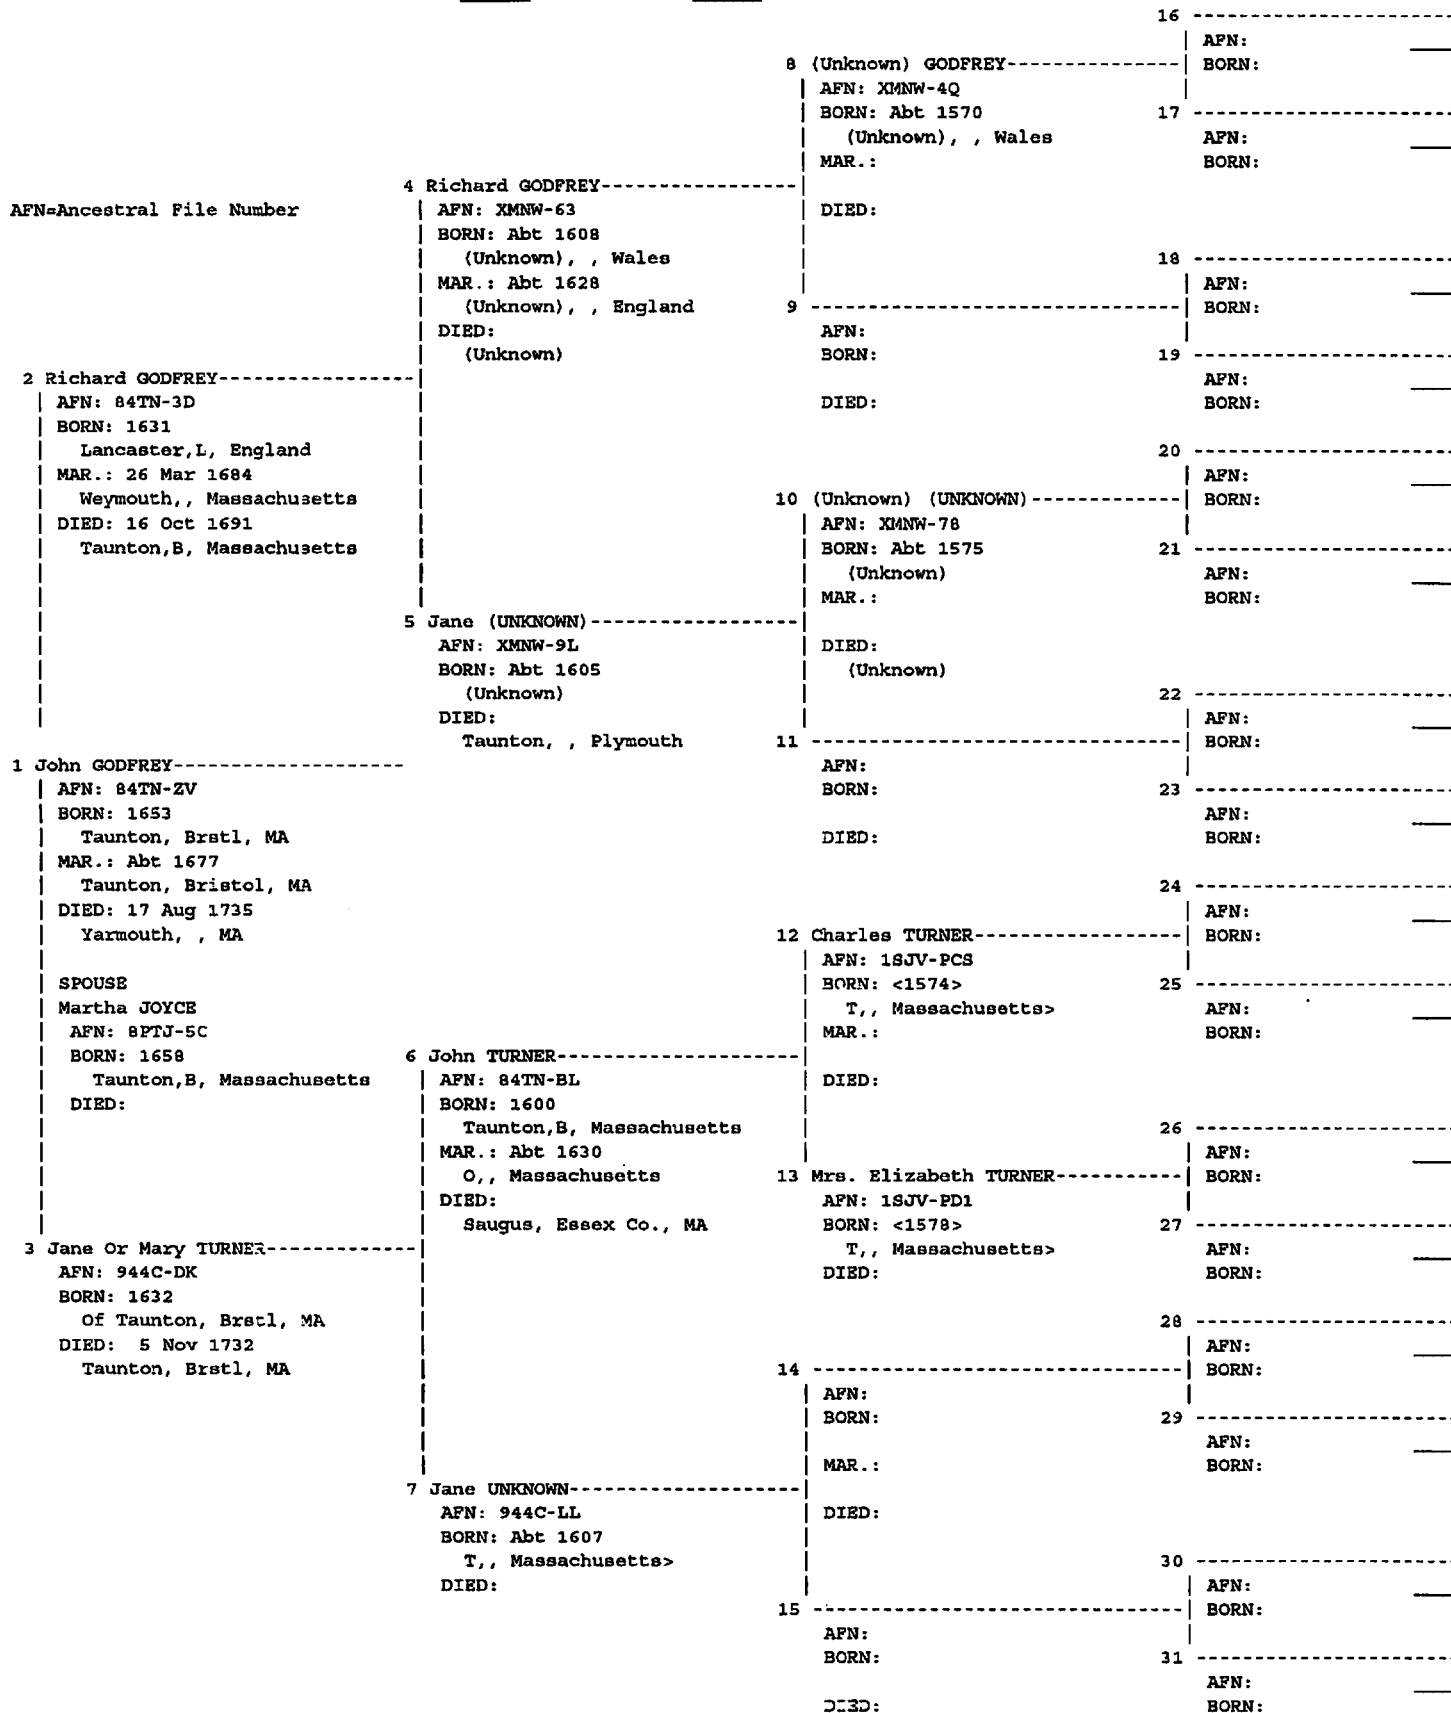 AFN=Ancestral File Number
1 John GODFREY
AFN: 84TN-ZV
BORN: 1653
Taunton, Brstl, MA
MAR.: Abt 1677
Taunton, Bristol, MA
DIED: 17 Aug 1735
Yarmouth, , MA
SPOUSE
Martha JOYCE
AFN: 8PTJ-5C
BORN: 1658
Taunton,B, Massachusetts
DIED:
2 Richard GODFREY
AFN: 84TN-3D
BORN: 1631
Lancaster,L, England
MAR.: 26 Mar 1684
Weymouth,, Massachusetts
DIED: 16 Oct 1691
Taunton,B, Massachusetts
3 Jane Or Mary TURNER
AFN: 944C-DK
BORN: 1632
Of Taunton, Brstl, MA
DIED: 5 Nov 1732
Taunton, Brstl, MA
4 Richard GODFREY
AFN: XMNW-63
BORN: Abt 1608
(Unknown), , Wales
MAR.: Abt 1628
(Unknown), , England
DIED:
(Unknown)
5 Jane (UNKNOWN)
AFN: XMNW-9L
BORN: Abt 1605
(Unknown)
DIED:
Taunton, , Plymouth
6 John TURNER
AFN: 84TN-BL
BORN: 1600
Taunton,B, Massachusetts
MAR.: Abt 1630
O,, Massachusetts
DIED:
Saugus, Essex Co., MA
7 Jane UNKNOWN
AFN: 944C-LL
BORN: Abt 1607
T,, Massachusetts>
DIED:
8 (Unknown) GODFREY
AFN: XMNW-4Q
BORN: Abt 1570
(Unknown), , Wales
MAR.:
DIED:
9
AFN:
BORN:
DIED:
10 (Unknown) (UNKNOWN)
AFN: XMNW-78
BORN: Abt 1575
(Unknown)
MAR.:
DIED:
(Unknown)
11
AFN:
BORN:
DIED:
12 Charles TURNER
AFN: 1SJV-PCS
BORN: <1574>
T,, Massachusetts>
MAR.:
DIED:
13 Mrs. Elizabeth TURNER
AFN: 1SJV-PD1
BORN: <1578>
T,, Massachusetts>
DIED:
14
AFN:
BORN:
MAR.:
DIED:
15
AFN:
BORN:
DIED:
16
AFN:
BORN:
17
AFN:
BORN:
18
AFN:
BORN:
19
AFN:
BORN:
20
AFN:
BORN:
21
AFN:
BORN:
22
AFN:
BORN:
23
AFN:
BORN:
24
AFN:
BORN:
25
AFN:
BORN:
26
AFN:
BORN:
27
AFN:
BORN:
28
AFN:
BORN:
29
AFN:
BORN:
30
AFN:
BORN:
31
AFN:
BORN: